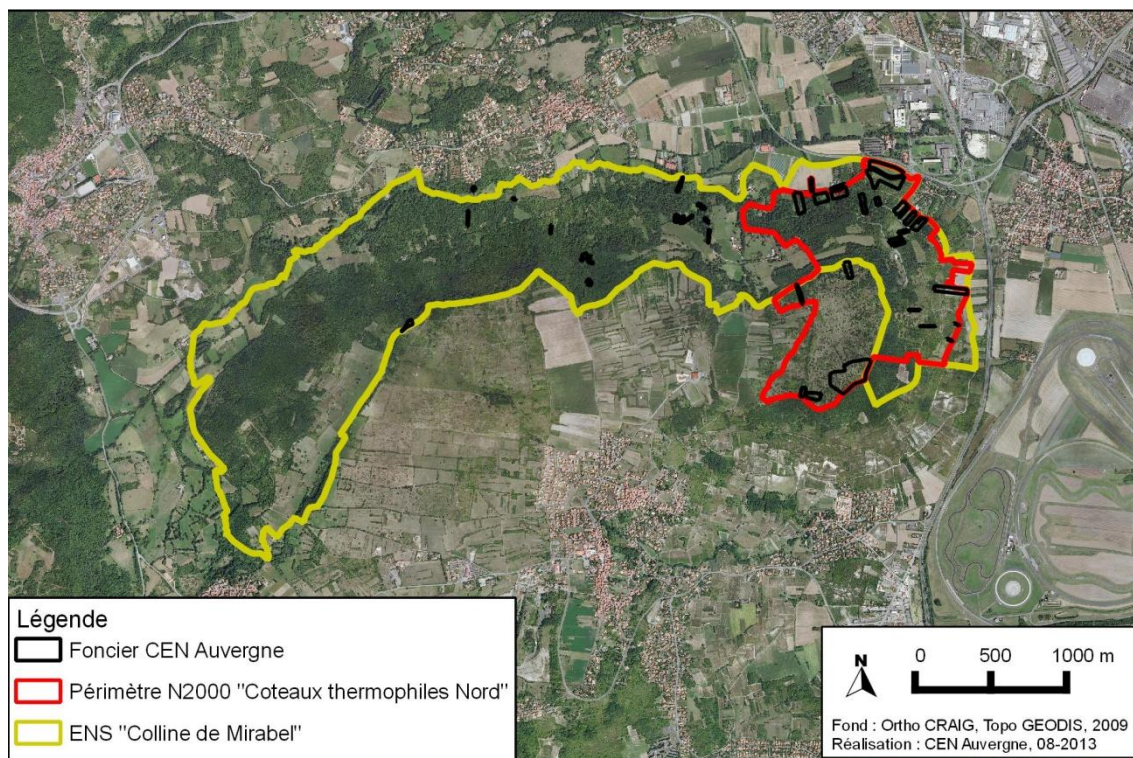 Légende
Foncier CEN Auvergne
Périmètre N2000 "Coteaux thermophiles Nord"
ENS "Colline de Mirabel"
N
0 500 1000 m
Fond : Ortho CRAIG, Topo GEODIS, 2009
Réalisation : CEN Auvergne, 08-2013